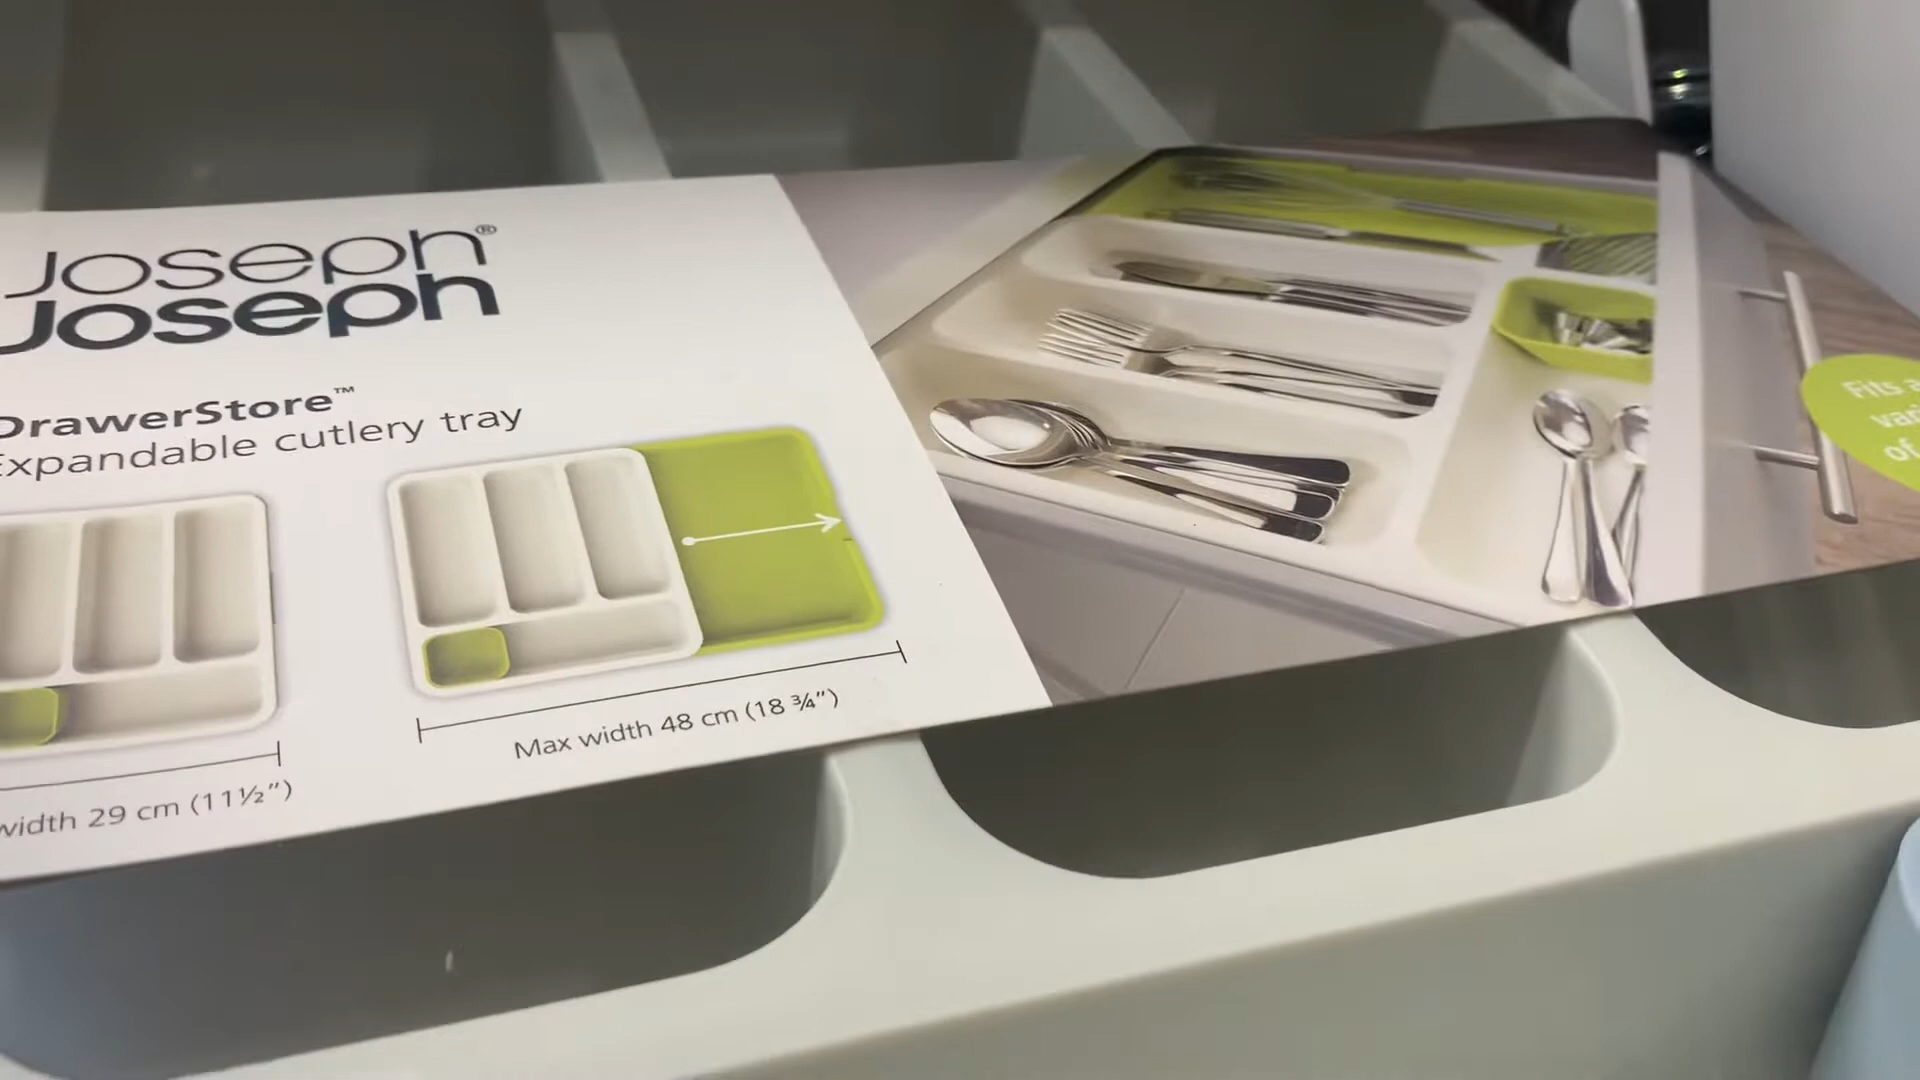 Joseph®
Joseph
DrawerStore™
Expandable cutlery tray
width 29 cm (11½")
Max width 48 cm (18 ¾")
Fits a
of